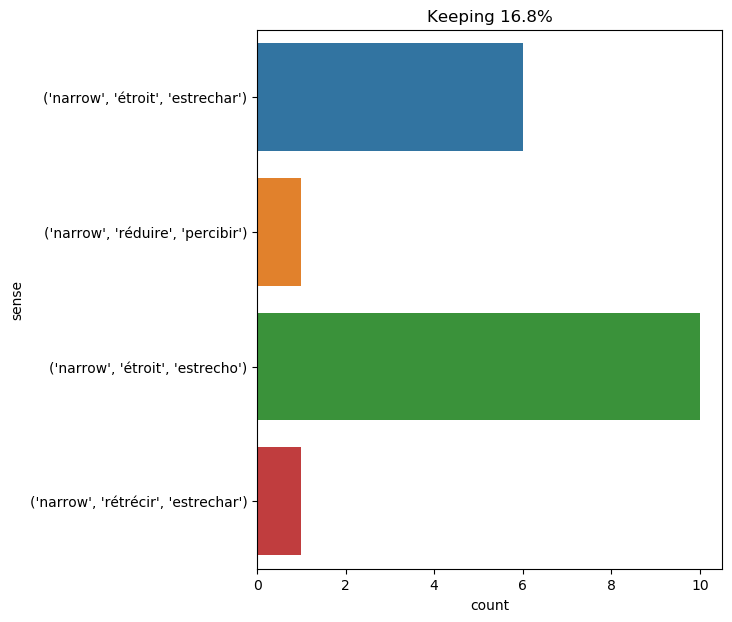 Keeping 16.8%
('narrow', 'étroit', 'estrechar')
('narrow', 'réduire', 'percibir')
sense
('narrow', 'étroit', 'estrecho')
('narrow', 'rétrécir', 'estrechar')
0 2 4 6 8 10
count